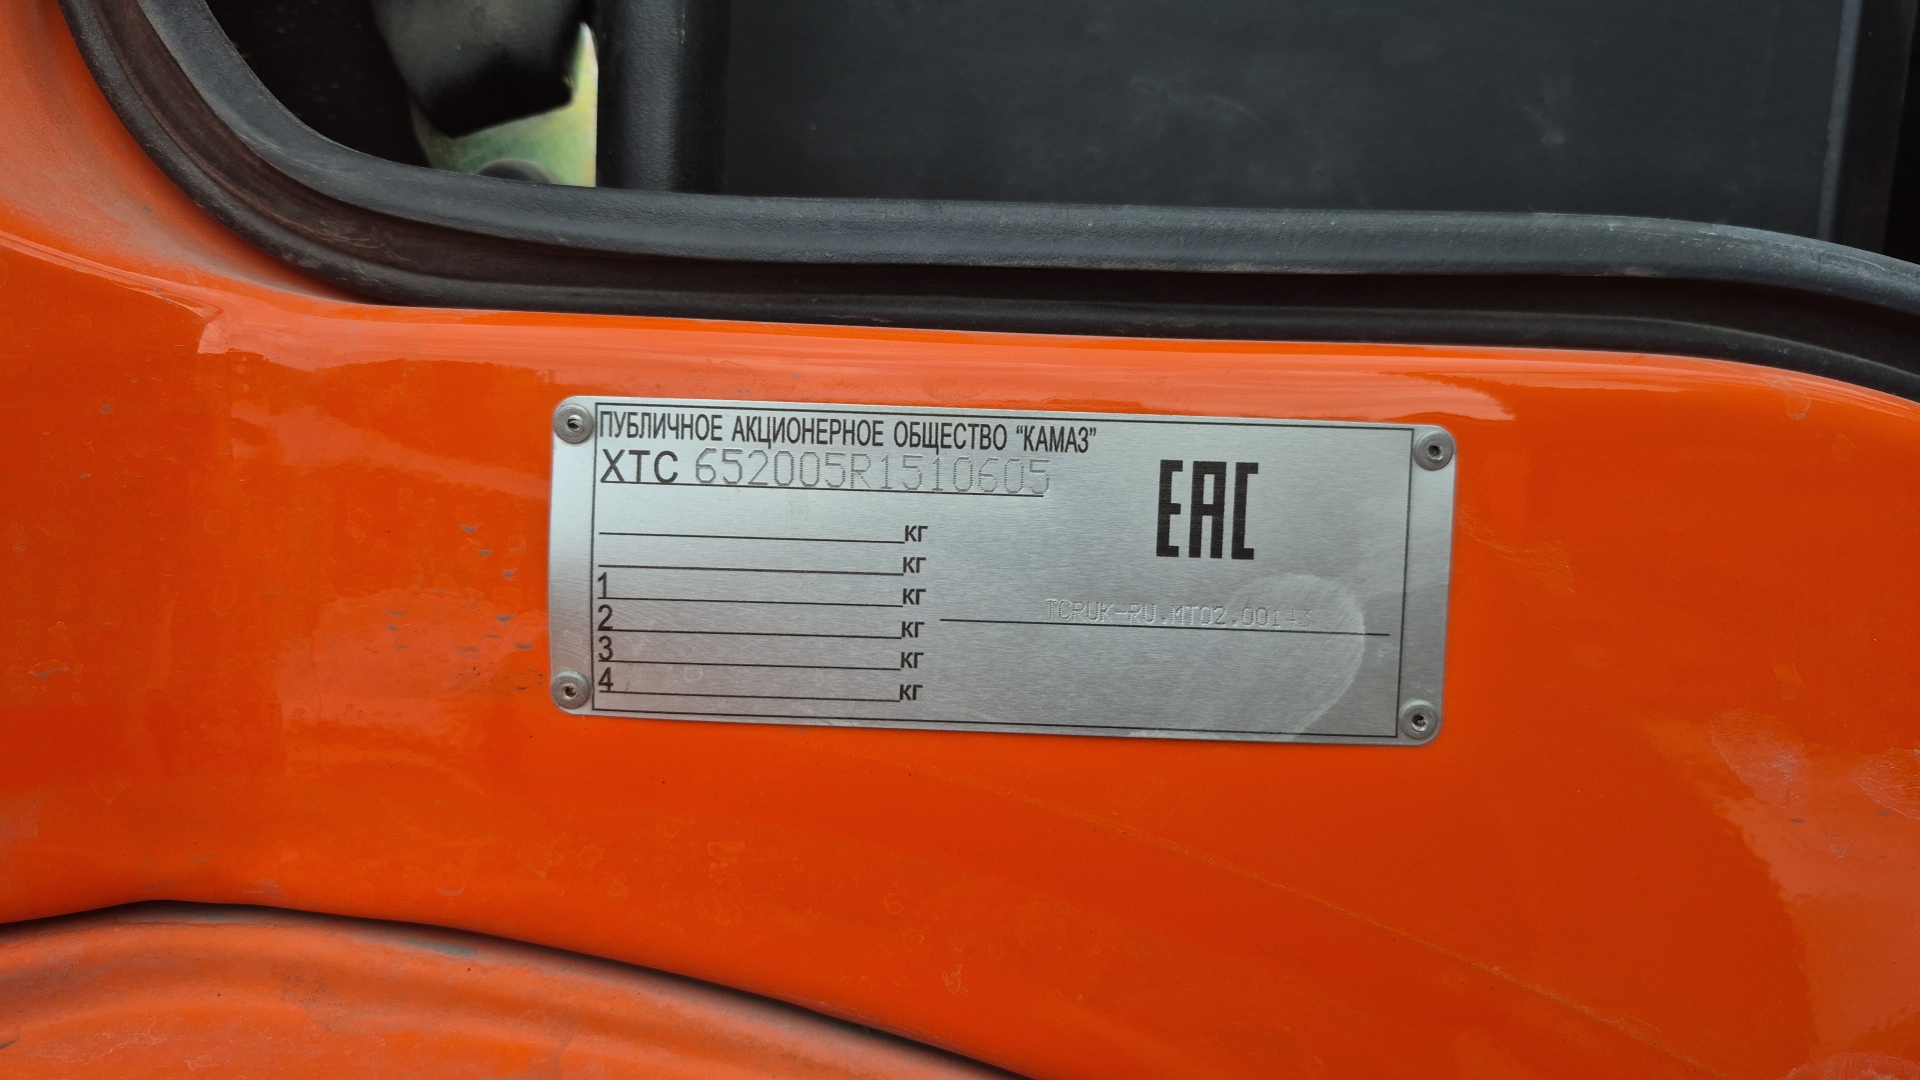 ПУБЛИЧНОЕ АКЦИОНЕРНОЕ ОБЩЕСТВО “КАМАЗ”
XTC 652005R1510605
EAC
кг
кг
1 кг
2 кг
TCRUK-RU.MT02.00143
3 кг
4 кг